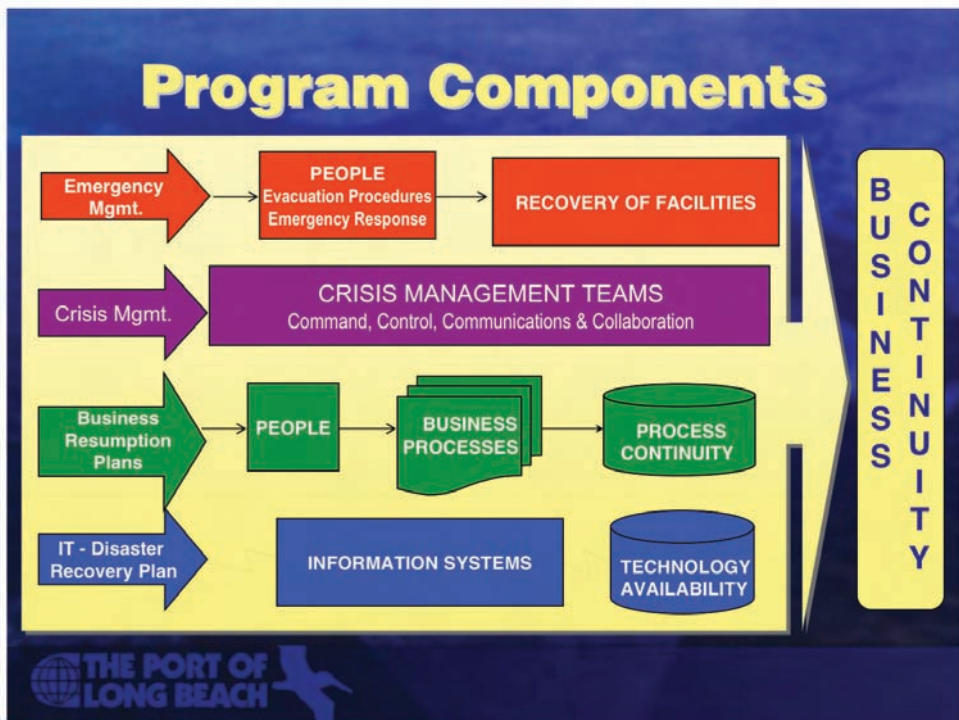 Program Components
Emergency
Mgmt.
PEOPLE
Evacuation Procedures
Emergency Response
RECOVERY OF FACILITIES
Crisis Mgmt.
CRISIS MANAGEMENT TEAMS
Command, Control, Communications & Collaboration
Business
Resumption
Plans
PEOPLE
BUSINESS
PROCESSES
PROCESS
CONTINUITY
IT - Disaster
Recovery Plan
INFORMATION SYSTEMS
TECHNOLOGY
AVAILABILITY
BUSINESS
CONTINUITY
THE PORT OF
LONG BEACH